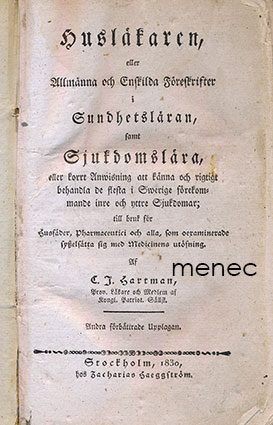 Husläkaren,
eller
Allmänna och Enskilda Föreskrifter
i
Sundhetsläran,
samt
Sjukdomslära,
eller kort Anwisning att känna och rigtigt
behandla de flesta i Swerige förekom-
mande inre och yttre Sjukdomar;
till bruk för
Husfäder, Pharmaceutici och alla, som oexaminerade
sysselsätta sig med Medicinens utöfning.
Af
menec
C. J. Hartman,
Prov. Läkare och Medlem af
Kongl. Patriot. Sällsk.
Andra förbättrade Upplagan.
Stockholm, 1830,
hos Zacharias Haeggström.